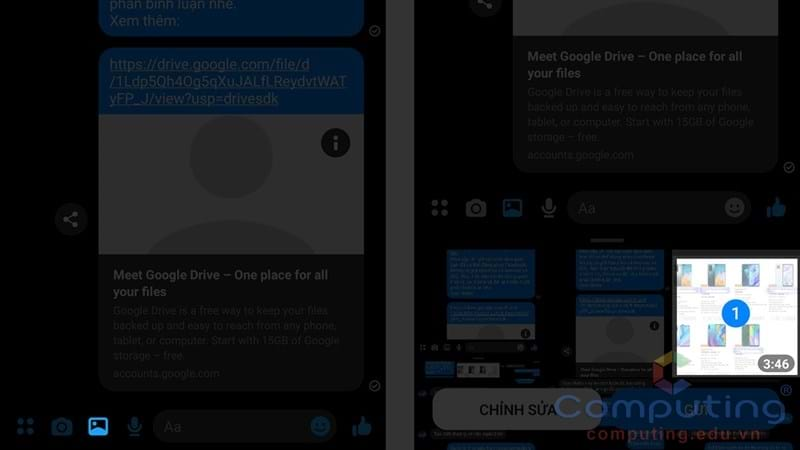 phần bình luận nhé.
Xem thêm:
https://drive.google.com/file/d
/1Ldp5Qh4Og5qXuJALfLReydvtWAT
yFP_J/view?usp=drivesdk
Meet Google Drive – One place for all
your files
Google Drive is a free way to keep your files
backed up and easy to reach from any phone,
tablet, or computer. Start with 15GB of Google
storage – free.
accounts.google.com
Aa
Meet Google Drive – One place for all
your files
Google Drive is a free way to keep your files
backed up and easy to reach from any phone,
tablet, or computer. Start with 15GB of Google
storage – free.
accounts.google.com
Aa
1
3:46
CHỈNH SỬA
GỬI
Computing
®
computing.edu.vn